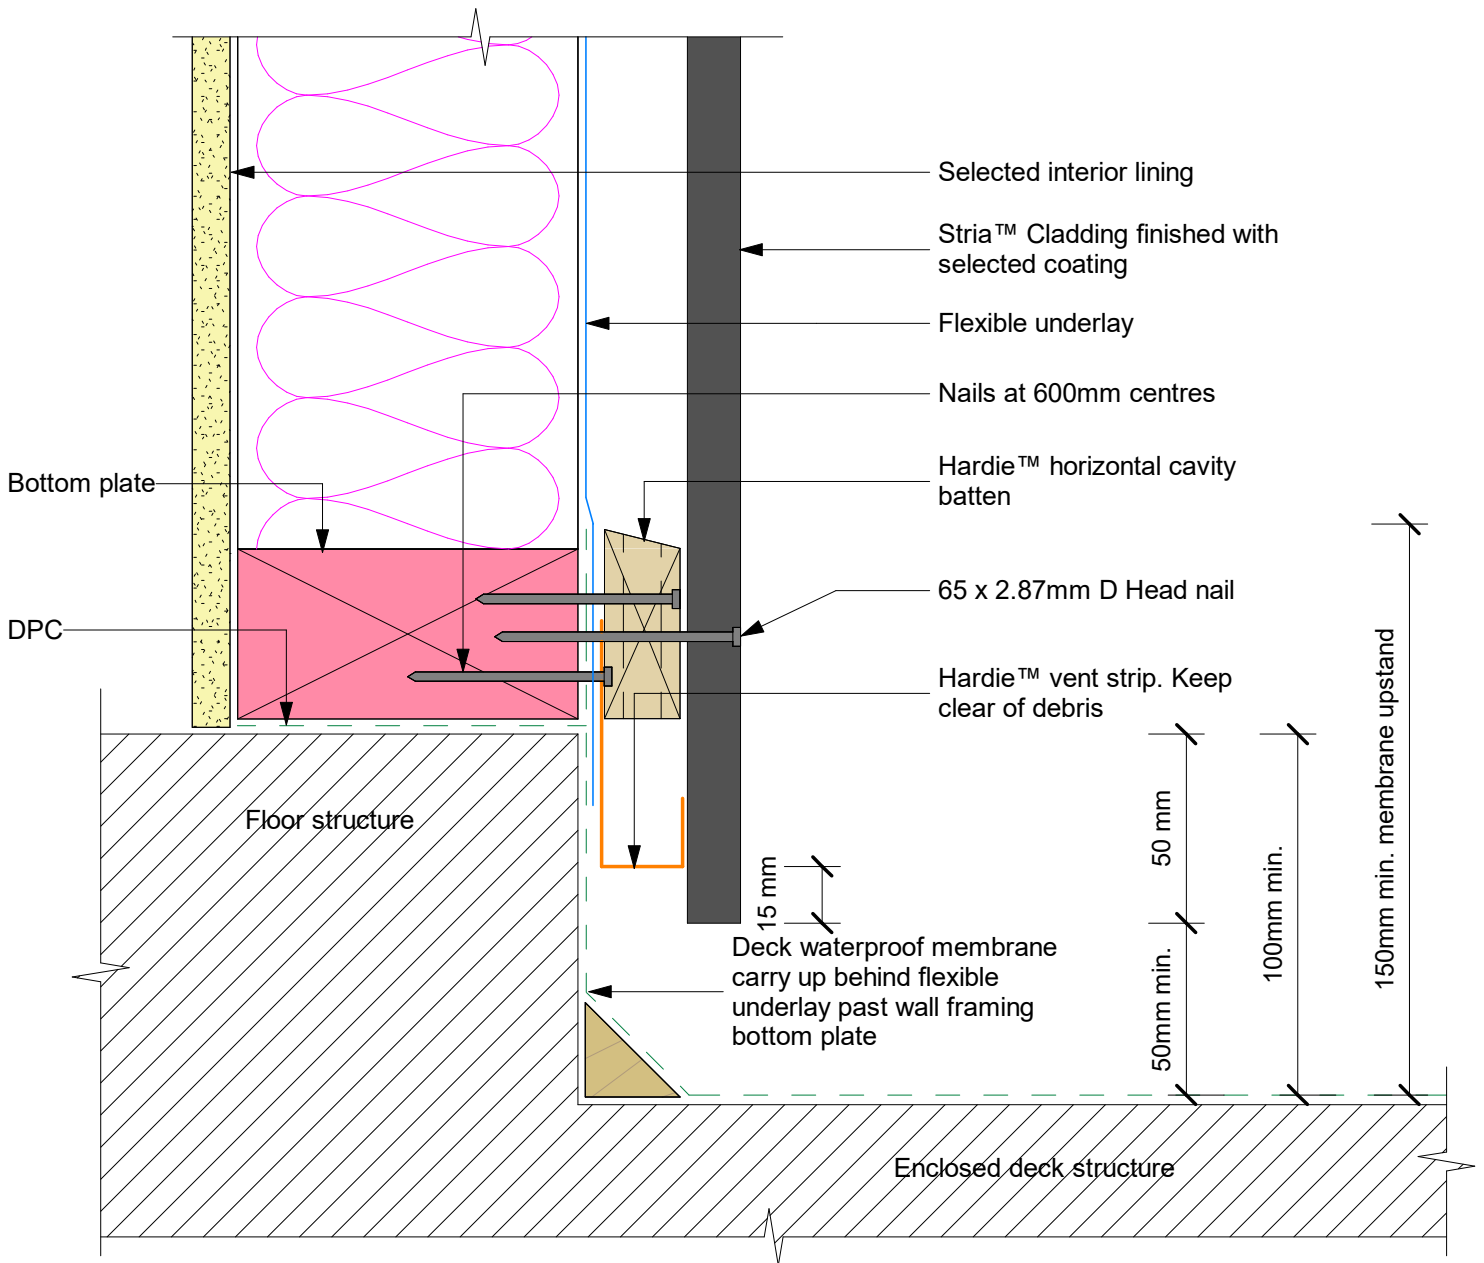 Selected interior lining
Stria™ Cladding finished with
selected coating
Flexible underlay
Nails at 600mm centres
Hardie™ horizontal cavity
batten
Bottom plate
65 x 2.87mm D Head nail
DPC
Hardie™ vent strip. Keep
clear of debris
Floor structure
15 mm
50 mm
50mm min.
100mm min.
150mm min. membrane upstand
Deck waterproof membrane
carry up behind flexible
underlay past wall framing
bottom plate
Enclosed deck structure